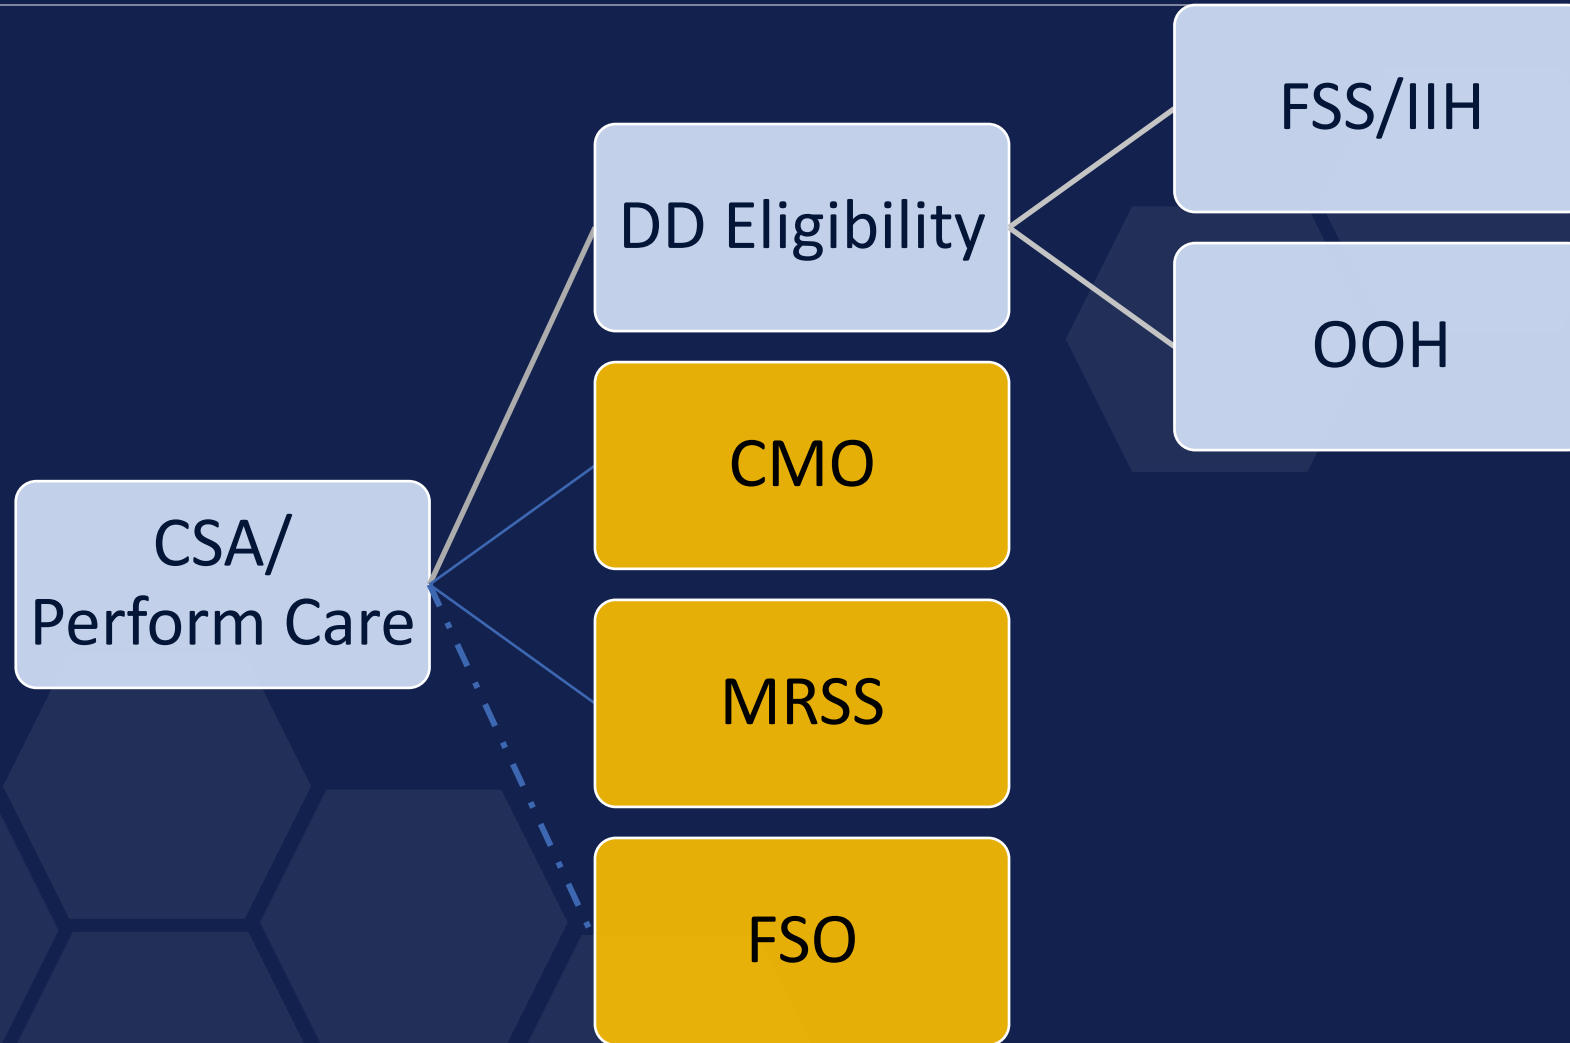 CSA/
Perform Care
DD Eligibility
CMO
MRSS
FSO
FSS/IIH
OOH